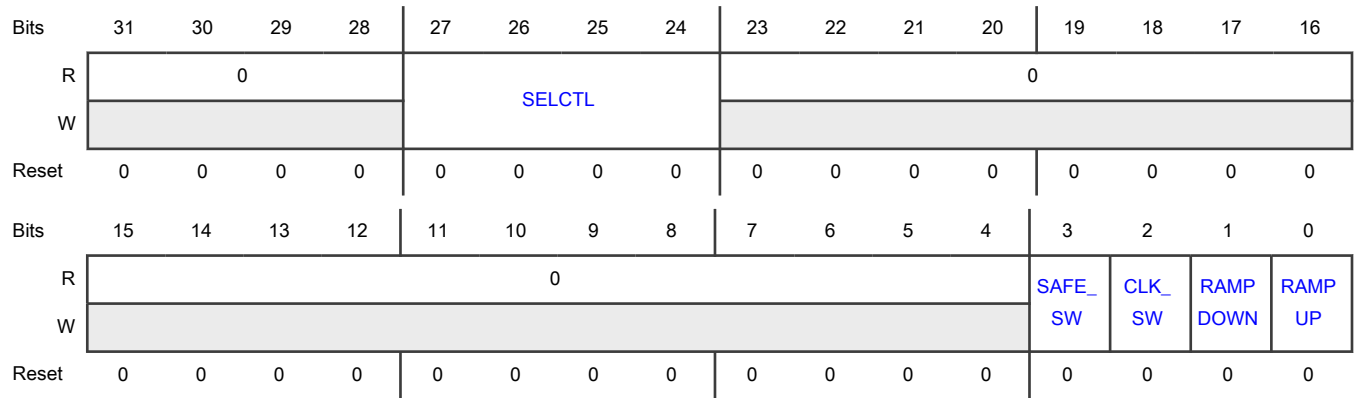 Bits 31 30 29 28 27 26 25 24 23 22 21 20 19 18 17 16
R 0 SELCTL 0
W
Reset 0 0 0 0 0 0 0 0 0 0 0 0 0 0 0 0
Bits 15 14 13 12 11 10 9 8 7 6 5 4 3 2 1 0
R 0 SAFE_ CLK_ RAMP RAMP
W SW SW DOWN UP
Reset 0 0 0 0 0 0 0 0 0 0 0 0 0 0 0 0